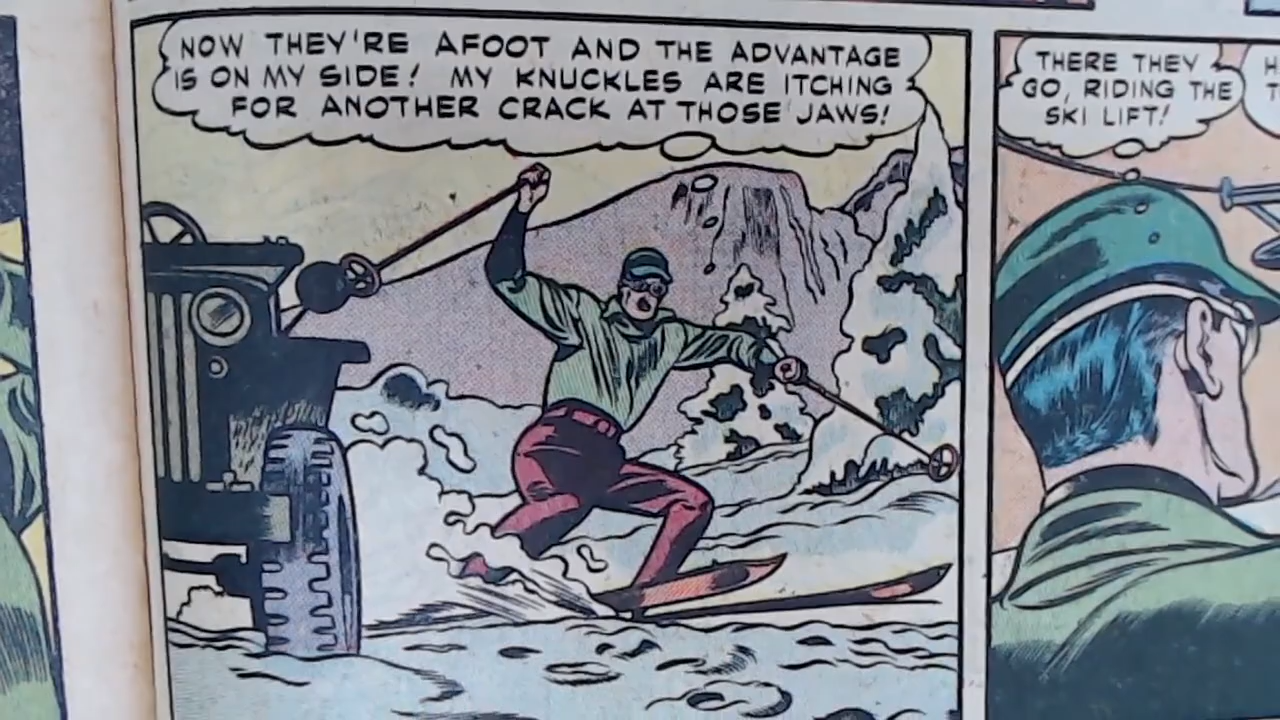 NOW THEY'RE AFOOT AND THE ADVANTAGE
IS ON MY SIDE! MY KNUCKLES ARE ITCHING
FOR ANOTHER CRACK AT THOSE JAWS!
THERE THEY
GO, RIDING THE
SKI LIFT!